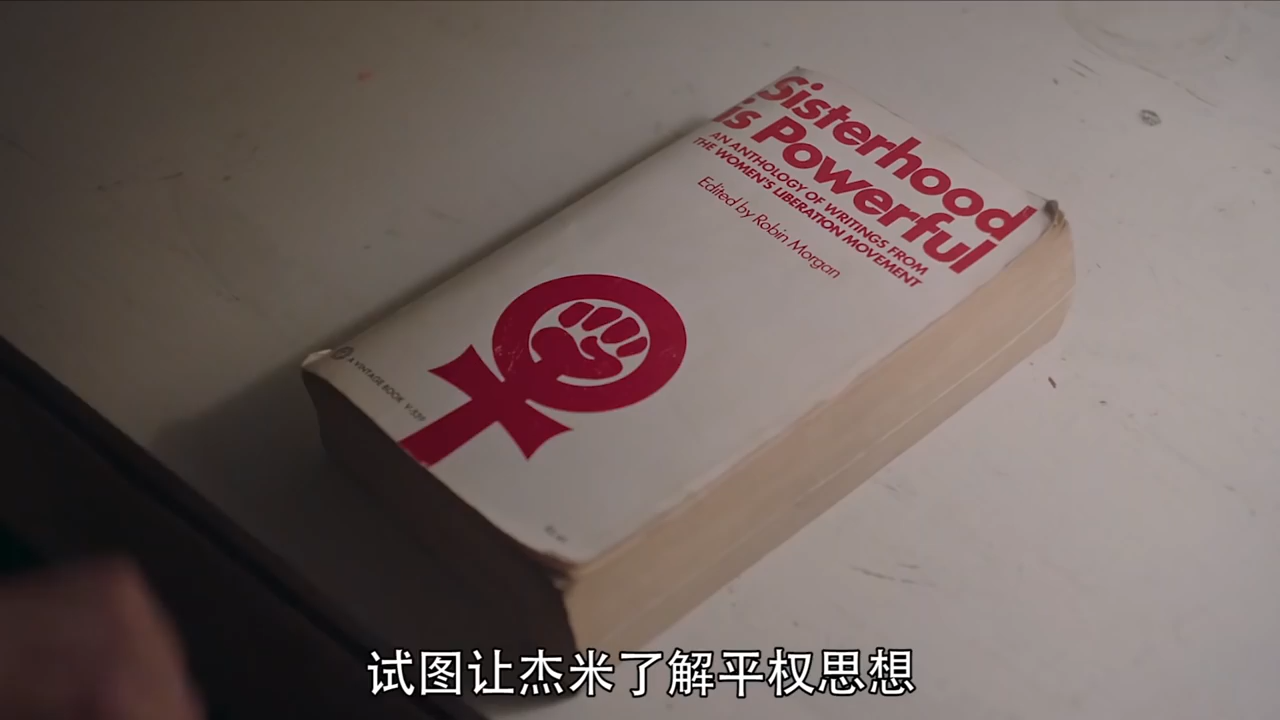 Sisterhood
is Powerful
AN ANTHOLOGY OF WRITINGS FROM
THE WOMEN'S LIBERATION MOVEMENT
Edited by Robin Morgan
A VINTAGE BOOK V-539
试图让杰米了解平权思想